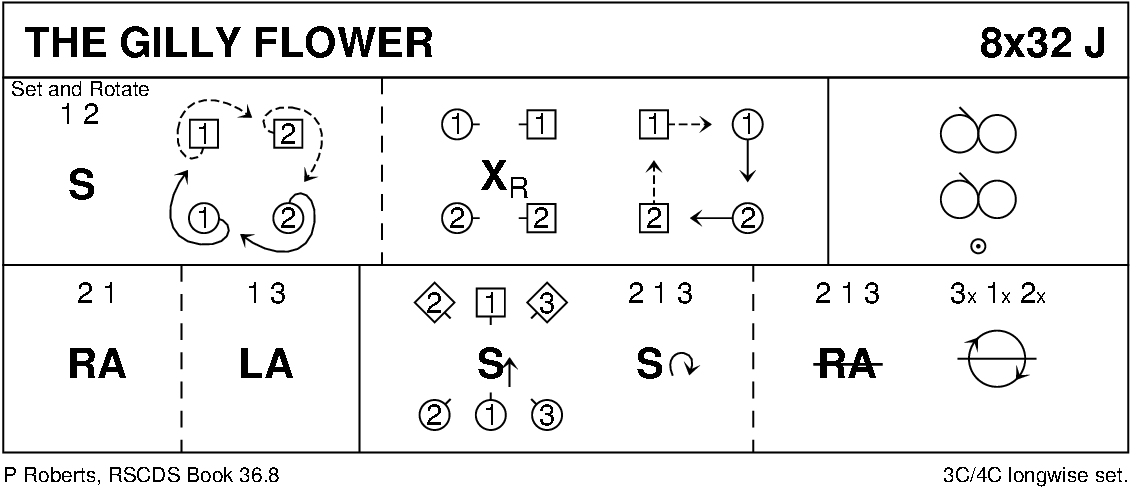 THE GILLY FLOWER 8x32 J
Set and Rotate
1 2
S
1 2
1 2
1 1
XR
2 2
1 1
2 2
2 1
RA
1 3
LA
2 1 3
S
2 1 3
2 1 3
S
2 1 3
RA
3x 1x 2x
P Roberts, RSCDS Book 36.8
3C/4C longwise set.